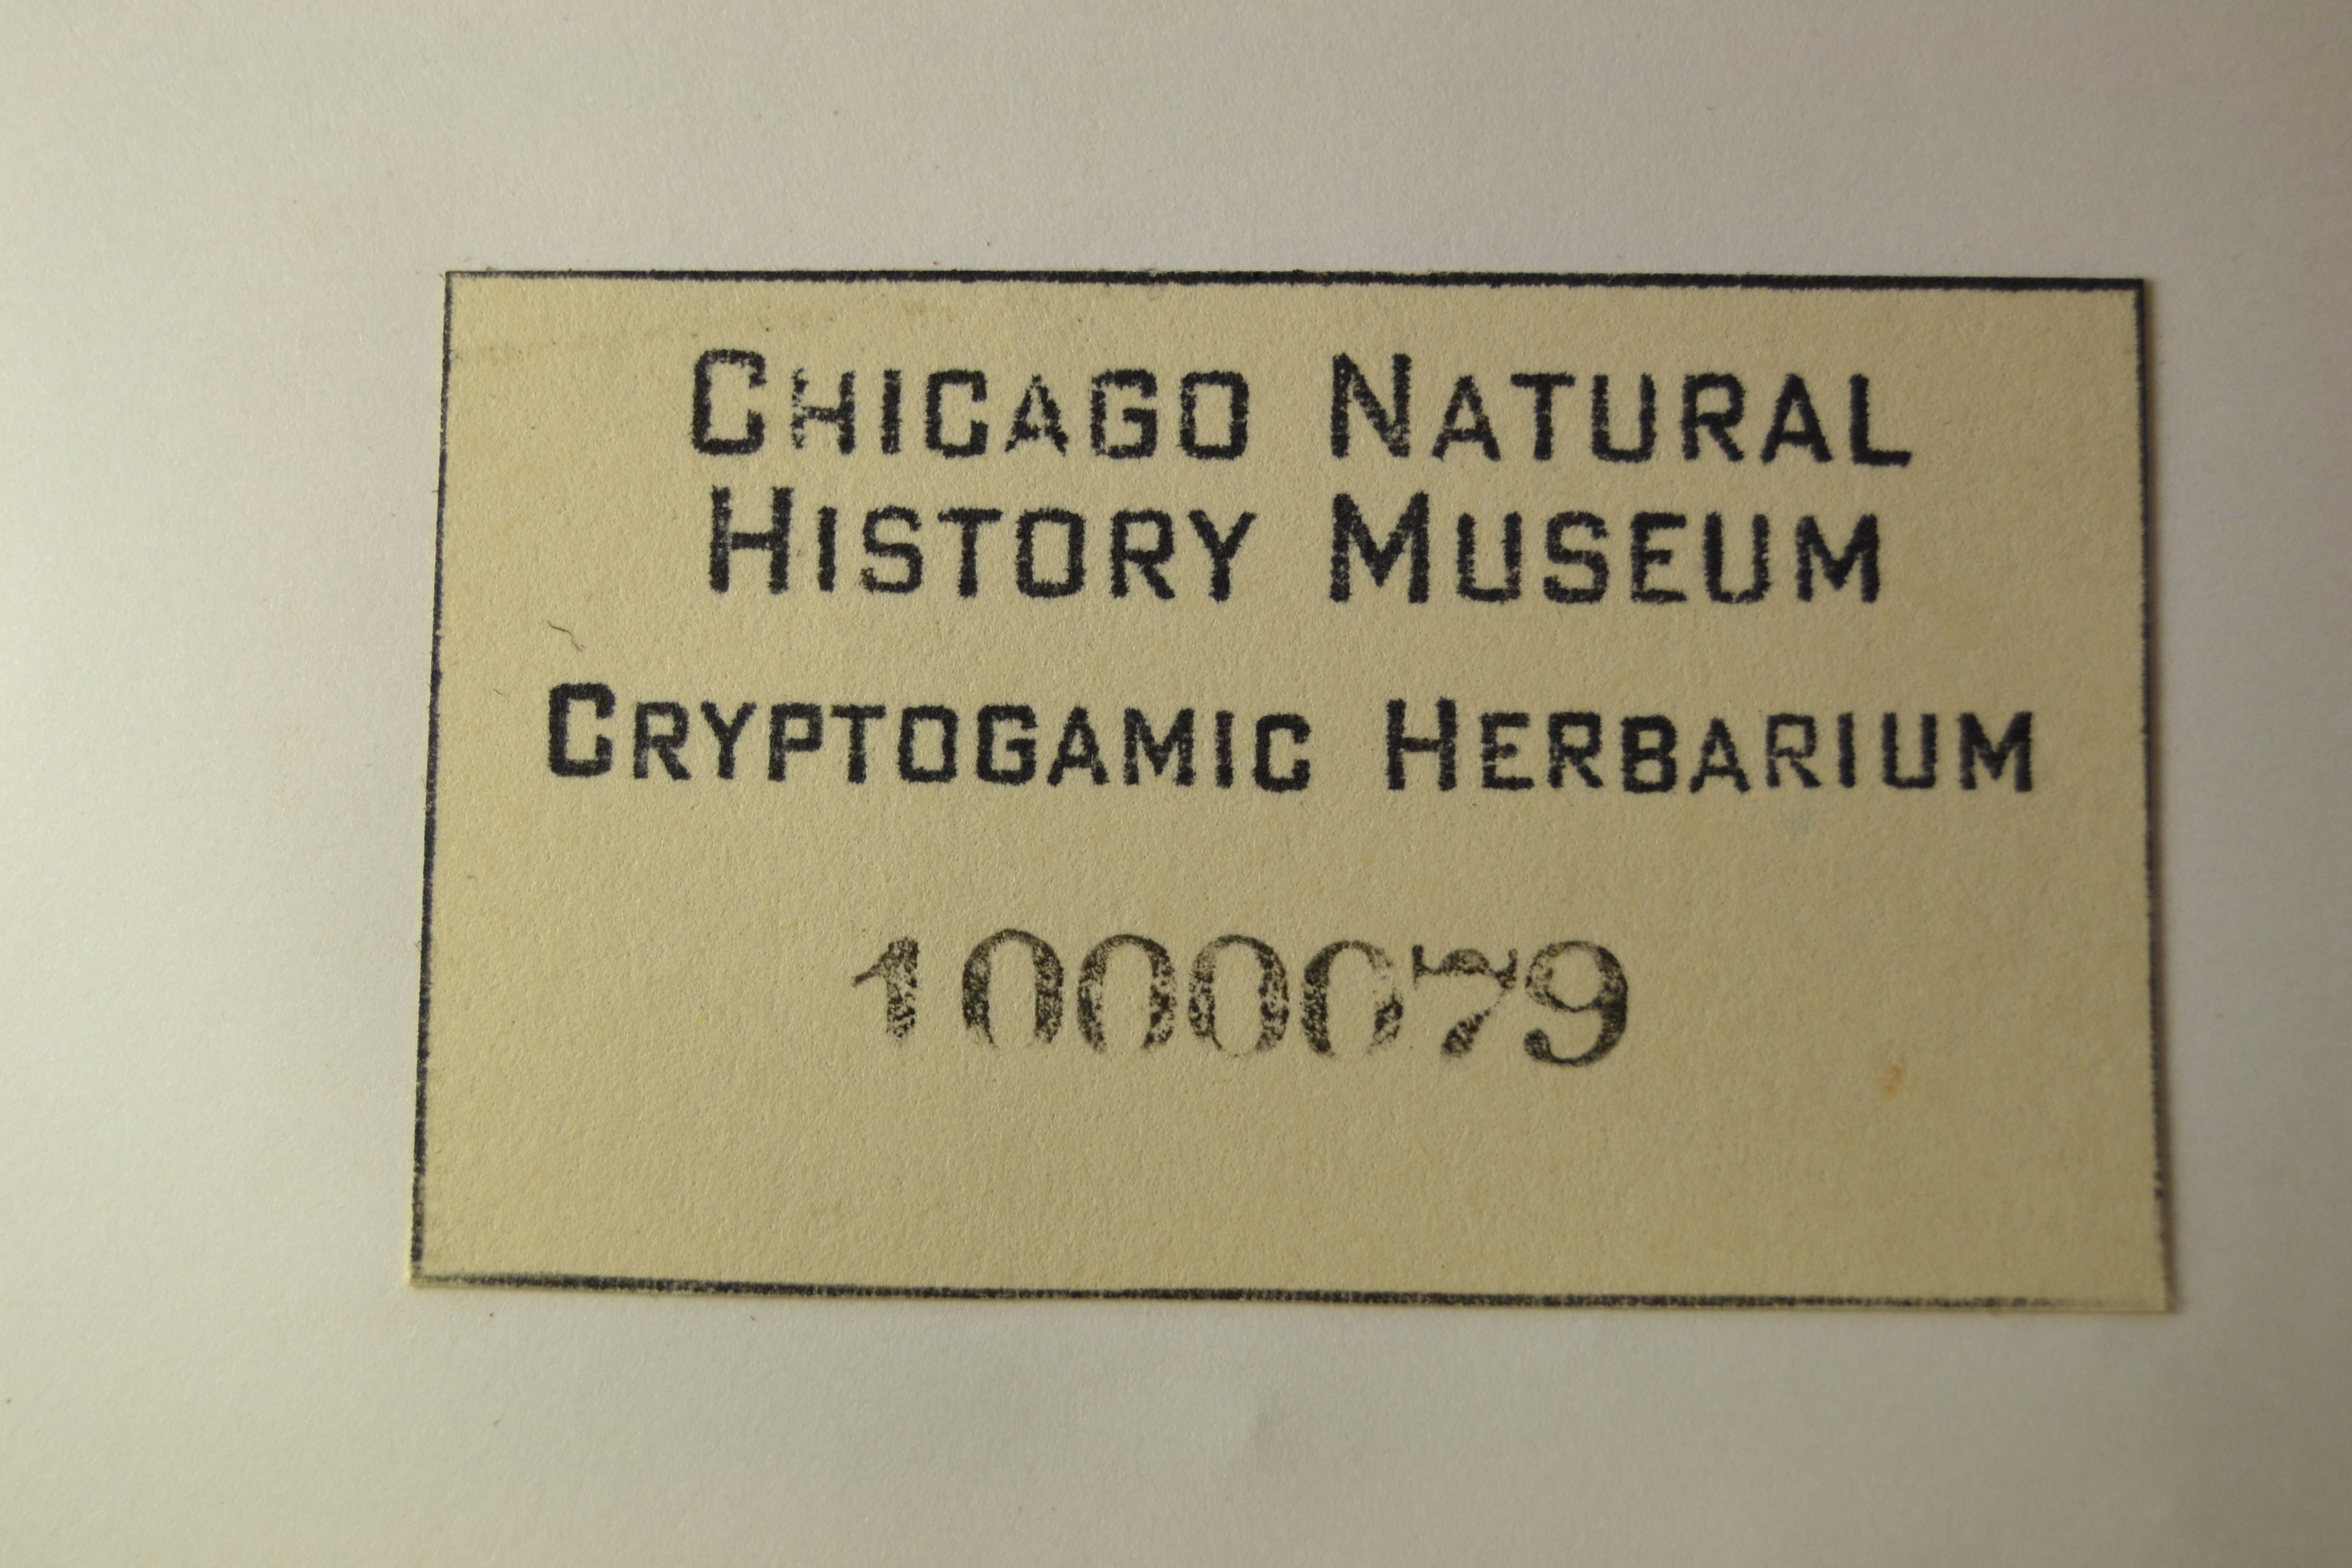 CHICAGO NATURAL
HISTORY MUSEUM
CRYPTOGAMIC HERBARIUM
1000079